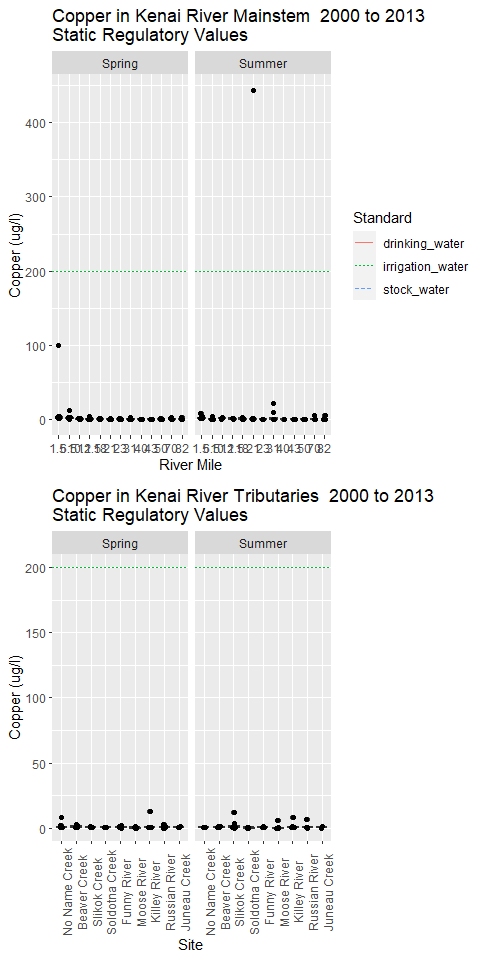 Copper in Kenai River Mainstem  2000 to 2013
Static Regulatory Values
Spring
Summer
Copper (ug/l)
400
300
200
100
0
River Mile
Standard
drinking_water
irrigation_water
stock_water
Copper in Kenai River Tributaries  2000 to 2013
Static Regulatory Values
Spring
Summer
Copper (ug/l)
200
150
100
50
0
No Name Creek
Beaver Creek
Slikok Creek
Soldotna Creek
Funny River
Moose River
Killey River
Russian River
Juneau Creek
No Name Creek
Beaver Creek
Slikok Creek
Soldotna Creek
Funny River
Moose River
Killey River
Russian River
Juneau Creek
Site